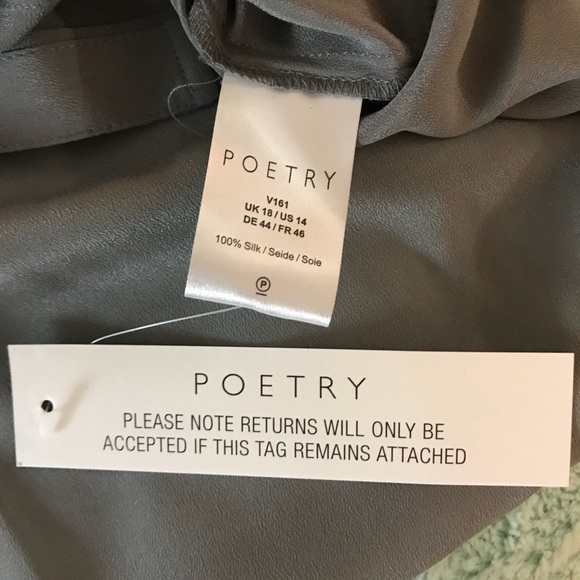 POETRY
V161
UK 18 / US 14
DE 44 / FR 46
100% Silk / Seide / Soie
P
POETRY
PLEASE NOTE RETURNS WILL ONLY BE
ACCEPTED IF THIS TAG REMAINS ATTACHED